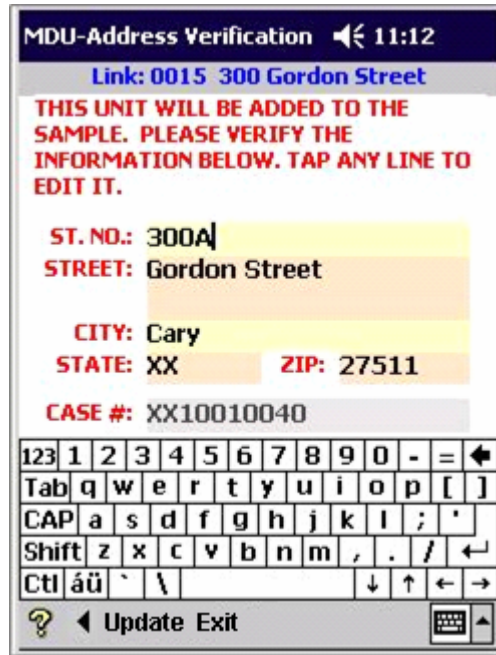 MDU-Address Verification 11:12
Link: 0015 300 Gordon Street
THIS UNIT WILL BE ADDED TO THE
SAMPLE. PLEASE VERIFY THE
INFORMATION BELOW. TAP ANY LINE TO
EDIT IT.
ST. NO.: 300A
STREET: Gordon Street
CITY: Cary
STATE: XX ZIP: 27511
CASE #: XX10010040
123 1 2 3 4 5 6 7 8 9 0 - =
Tab q w e r t y u i o p [ ]
CAP a s d f g h j k l ; '
Shift z x c v b n m , . /
Ctl áü ` \
? Update Exit